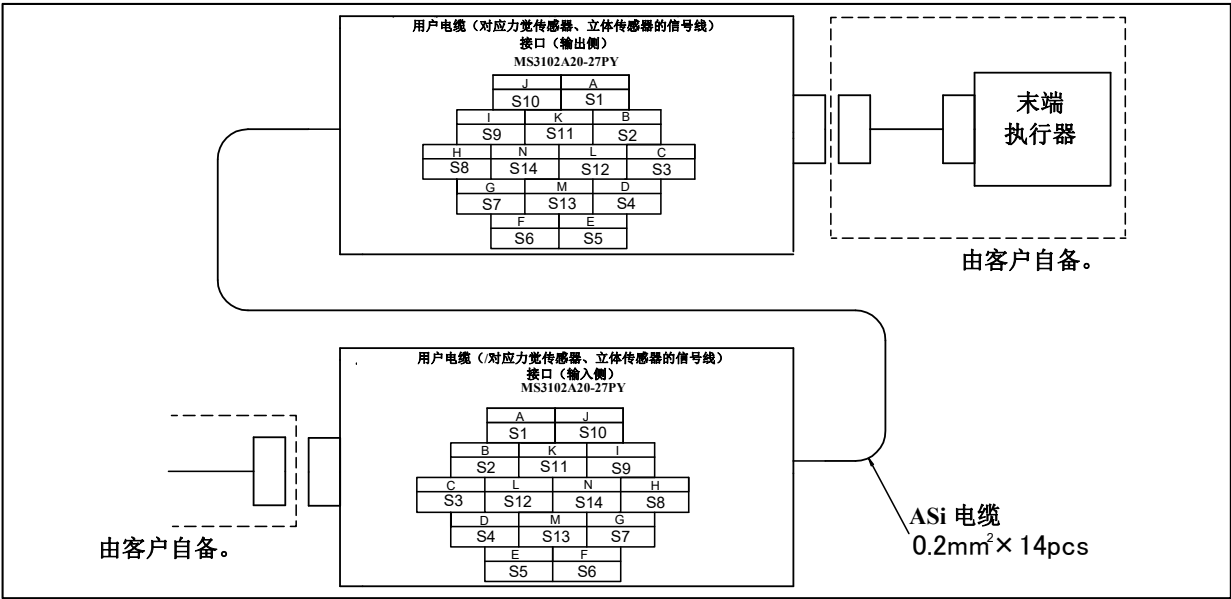 用户电缆（对应力觉传感器、立体传感器的信号线）
接口（输出侧）
MS3102A20-27PY
J A
S10 S1
I K B
S9 S11 S2
H N L C
S8 S14 S12 S3
G M D
S7 S13 S4
F E
S6 S5
末端
执行器
由客户自备。
用户电缆（/对应力觉传感器、立体传感器的信号线）
接口（输入侧）
MS3102A20-27PY
A J
S1 S10
B K I
S2 S11 S9
C L N H
S3 S12 S14 S8
D M G
S4 S13 S7
E F
S5 S6
由客户自备。
ASi 电缆
0.2mm²×14pcs